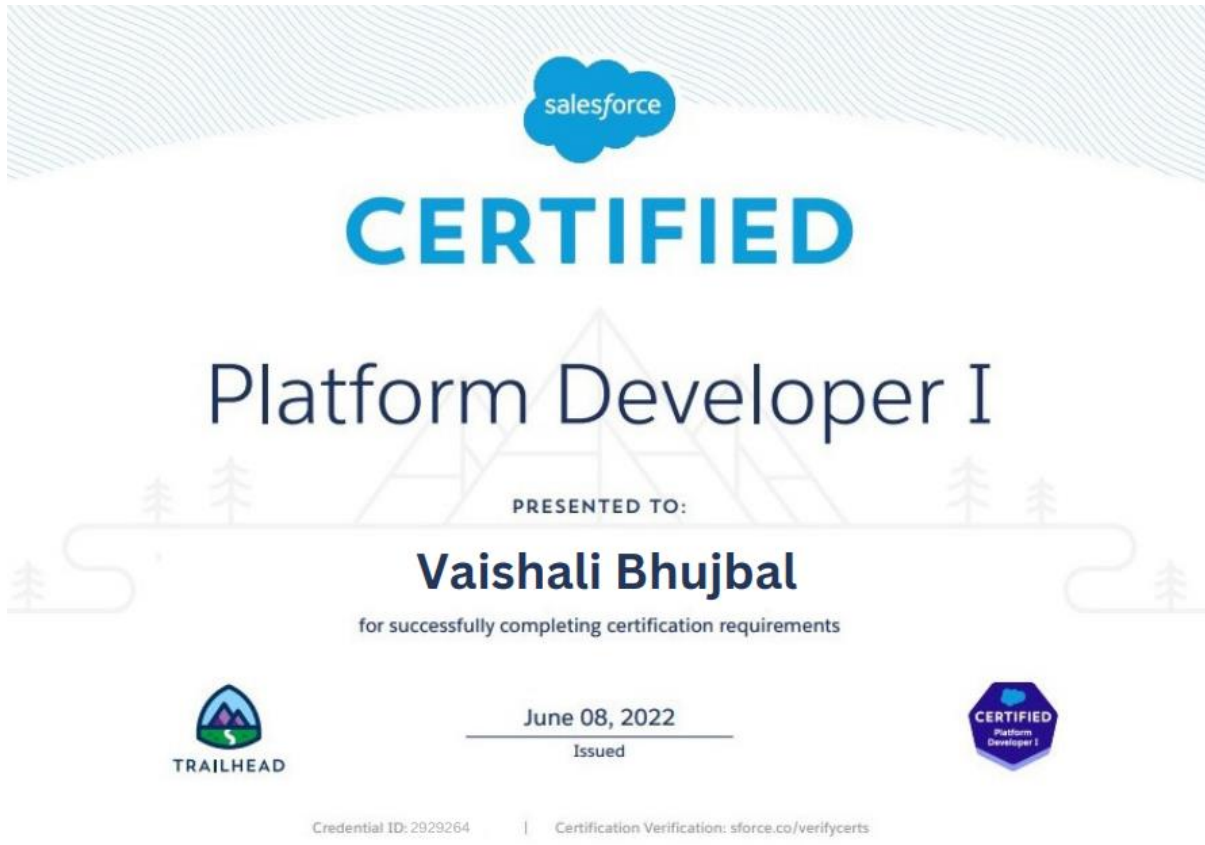 salesforce
CERTIFIED
Platform Developer I
PRESENTED TO:
Vaishali Bhujbal
for successfully completing certification requirements
TRAILHEAD
June 08, 2022
Issued
CERTIFIED
Platform
Developer I
Credential ID: 2929264 | Certification Verification: sforce.co/verifycerts